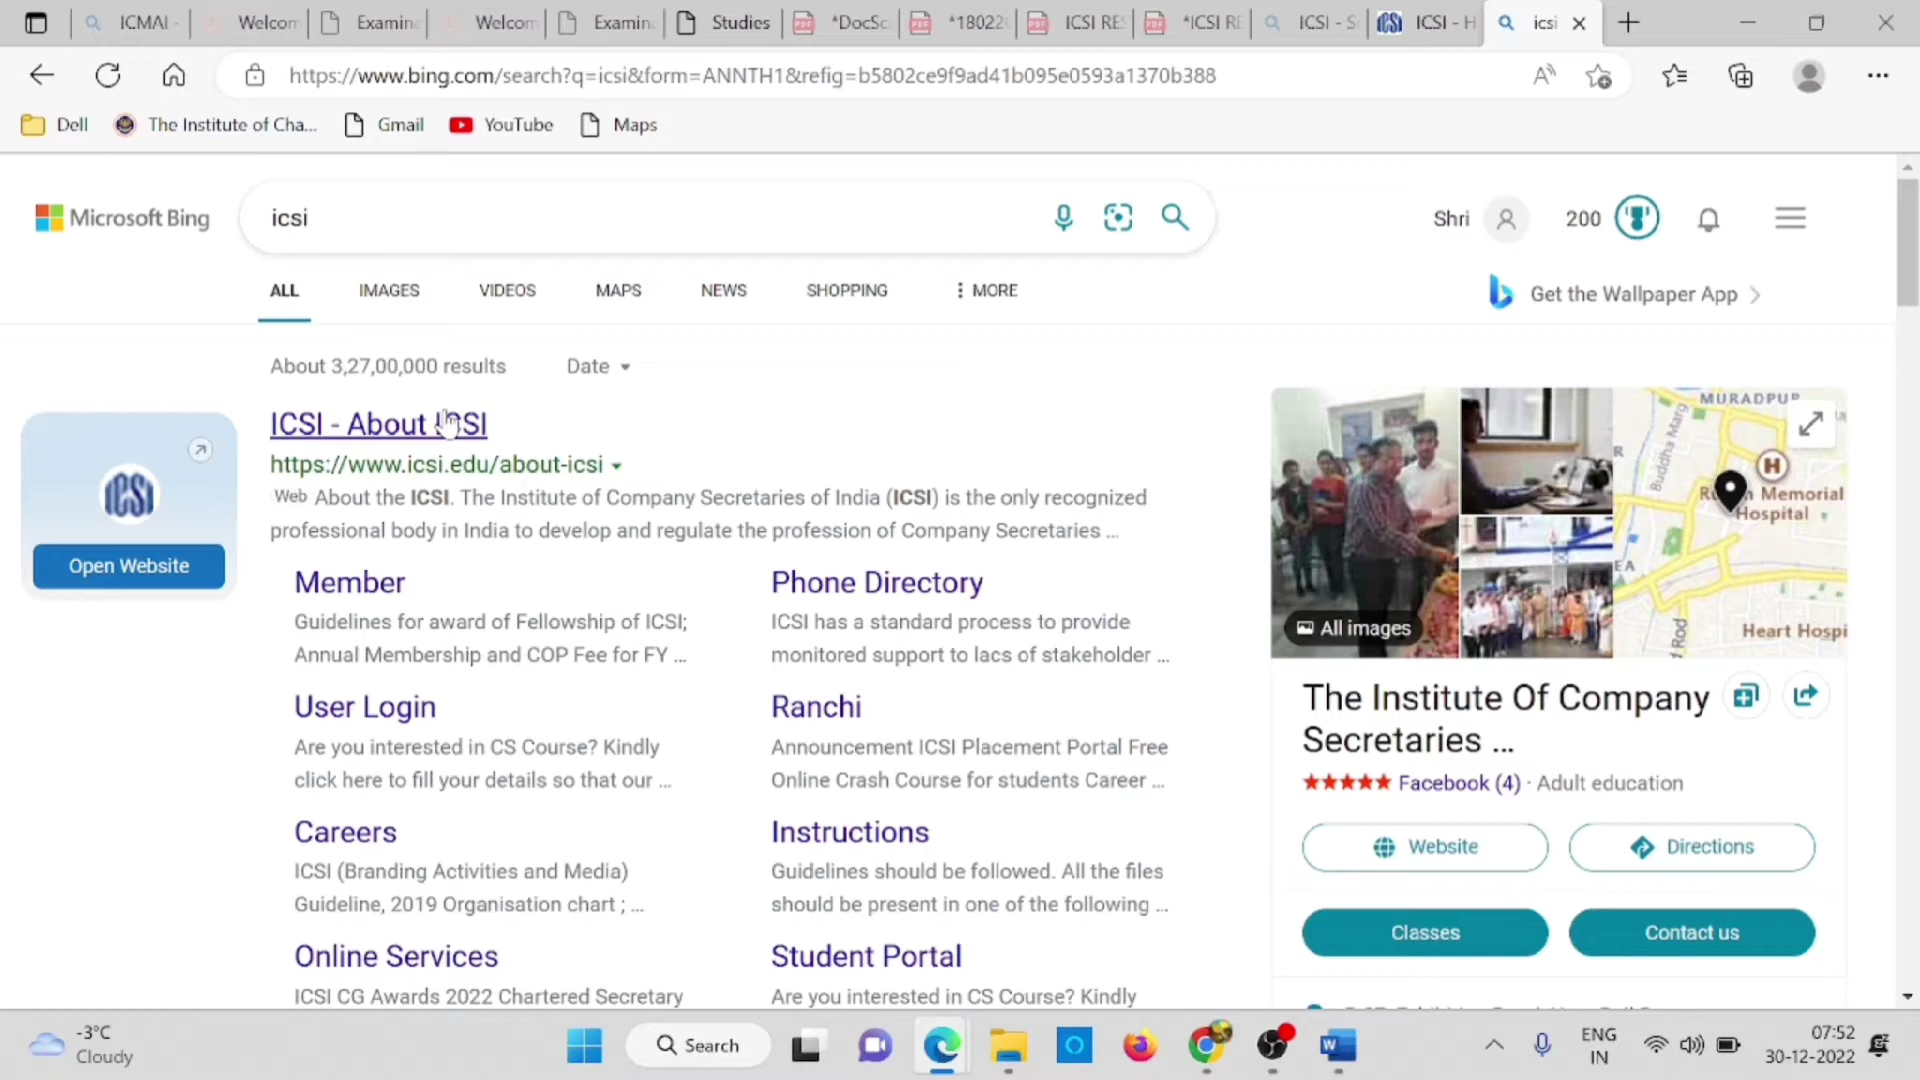 ICMAI -
Welcom
Examina
Welcom
Examina
Studies
*DocSc
*18022
ICSI RES
*ICSI RE
ICSI - S
ICSI - H
icsi
https://www.bing.com/search?q=icsi&form=ANNTH1&refig=b5802ce9f9ad41b095e0593a1370b388
Dell
The Institute of Cha...
Gmail
YouTube
Maps
Microsoft Bing
icsi
Shri
200
ALL
IMAGES
VIDEOS
MAPS
NEWS
SHOPPING
MORE
Get the Wallpaper App
About 3,27,00,000 results
Date
ICSI
Open Website
ICSI - About ICSI
https://www.icsi.edu/about-icsi
Web About the ICSI. The Institute of Company Secretaries of India (ICSI) is the only recognized
professional body in India to develop and regulate the profession of Company Secretaries ...
Member
Guidelines for award of Fellowship of ICSI;
Annual Membership and COP Fee for FY ...
Phone Directory
ICSI has a standard process to provide
monitored support to lacs of stakeholder ...
User Login
Are you interested in CS Course? Kindly
click here to fill your details so that our ...
Ranchi
Announcement ICSI Placement Portal Free
Online Crash Course for students Career ...
Careers
ICSI (Branding Activities and Media)
Guideline, 2019 Organisation chart ; ...
Instructions
Guidelines should be followed. All the files
should be present in one of the following ...
Online Services
ICSI CG Awards 2022 Chartered Secretary
Student Portal
Are you interested in CS Course? Kindly
All images
MURADPUR
Buddha Marg
H
Memorial
Hospital
Heart Hospi
The Institute Of Company
Secretaries ...
Facebook (4) · Adult education
Website
Directions
Classes
Contact us
-3°C
Cloudy
Search
ENG
IN
07:52
30-12-2022